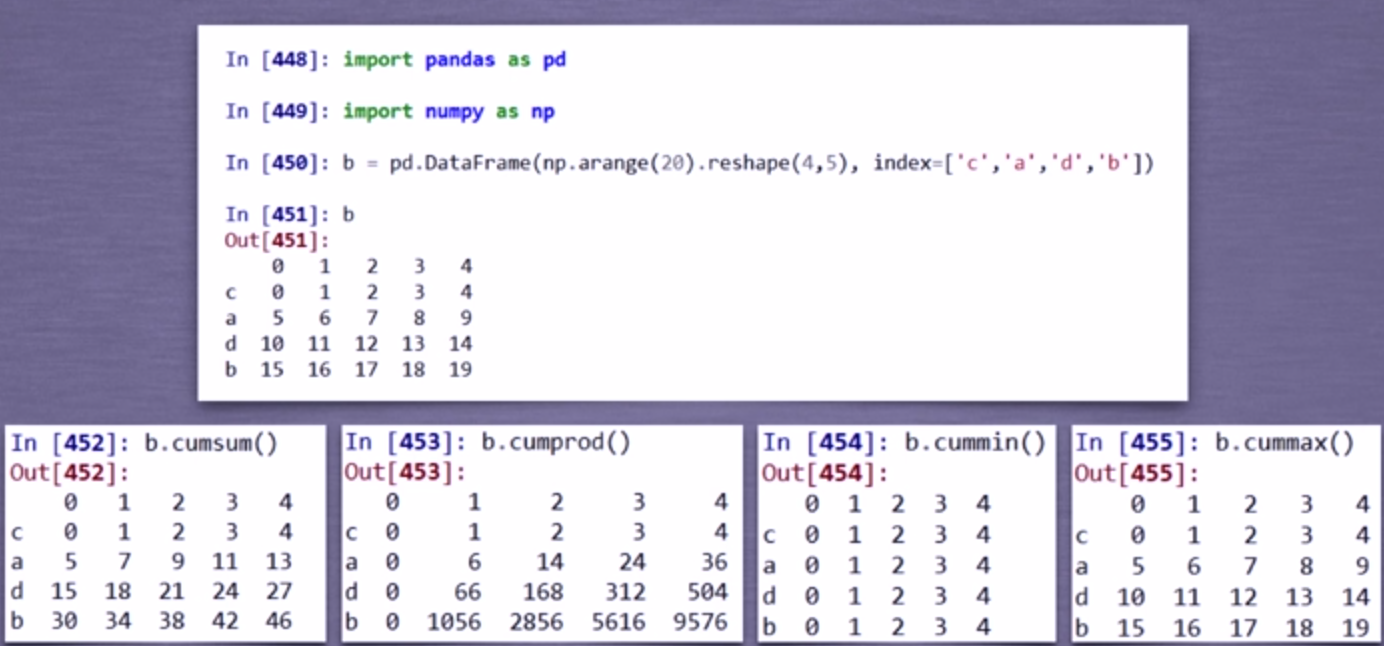 In [448]: import pandas as pd
In [449]: import numpy as np
In [450]: b = pd.DataFrame(np.arange(20).reshape(4,5), index=['c','a','d','b'])
In [451]: b
Out[451]:
0 1 2 3 4
c 0 1 2 3 4
a 5 6 7 8 9
d 10 11 12 13 14
b 15 16 17 18 19
In [452]: b.cumsum()
Out[452]:
0 1 2 3 4
c 0 1 2 3 4
a 5 7 9 11 13
d 15 18 21 24 27
b 30 34 38 42 46
In [453]: b.cumprod()
Out[453]:
0 1 2 3 4
c 0 1 2 3 4
a 0 6 14 24 36
d 0 66 168 312 504
b 0 1056 2856 5616 9576
In [454]: b.cummin()
Out[454]:
0 1 2 3 4
c 0 1 2 3 4
a 0 1 2 3 4
d 0 1 2 3 4
b 0 1 2 3 4
In [455]: b.cummax()
Out[455]:
0 1 2 3 4
c 0 1 2 3 4
a 5 6 7 8 9
d 10 11 12 13 14
b 15 16 17 18 19